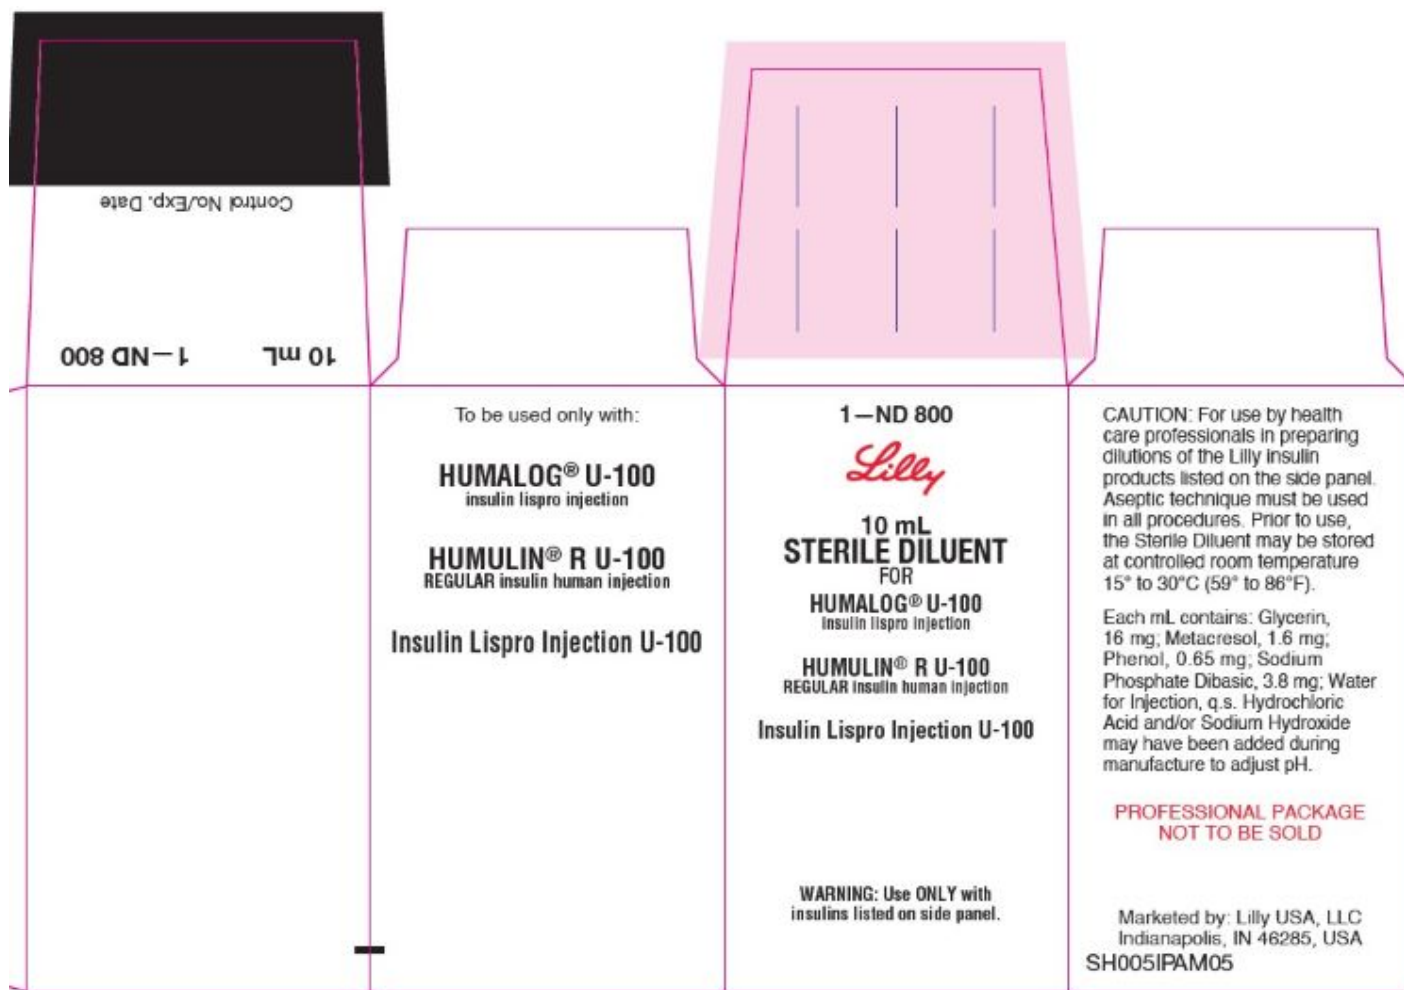 Control No./Exp. Date
10 mL 1—ND 800
To be used only with:
HUMALOG® U-100
insulin lispro injection
HUMULIN® R U-100
REGULAR insulin human injection
Insulin Lispro Injection U-100
1—ND 800
Lilly
10 mL
STERILE DILUENT
FOR
HUMALOG® U-100
insulin lispro injection
HUMULIN® R U-100
REGULAR insulin human injection
Insulin Lispro Injection U-100
WARNING: Use ONLY with
insulins listed on side panel.
CAUTION: For use by health
care professionals in preparing
dilutions of the Lilly insulin
products listed on the side panel.
Aseptic technique must be used
in all procedures. Prior to use,
the Sterile Diluent may be stored
at controlled room temperature
15° to 30°C (59° to 86°F).
Each mL contains: Glycerin,
16 mg; Metacresol, 1.6 mg;
Phenol, 0.65 mg; Sodium
Phosphate Dibasic, 3.8 mg; Water
for Injection, q.s. Hydrochloric
Acid and/or Sodium Hydroxide
may have been added during
manufacture to adjust pH.
PROFESSIONAL PACKAGE
NOT TO BE SOLD
Marketed by: Lilly USA, LLC
Indianapolis, IN 46285, USA
SH005IPAM05